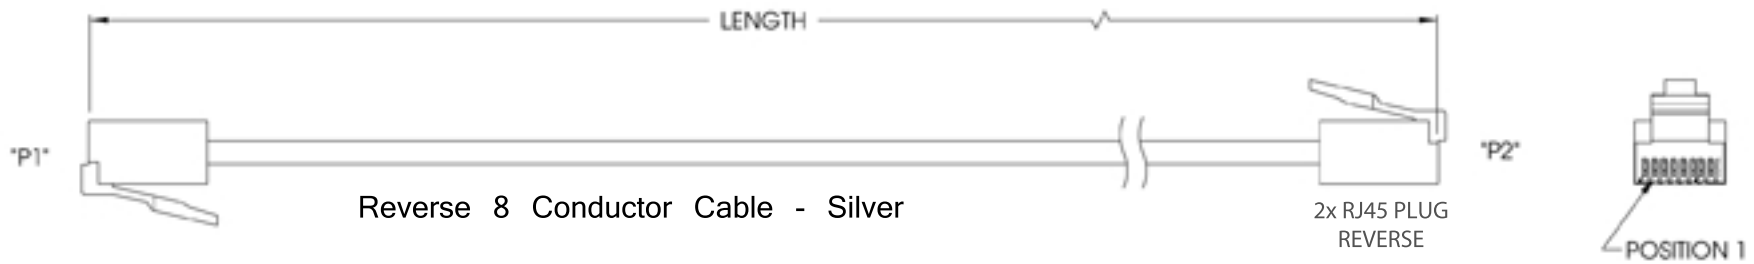 LENGTH
"P1"
"P2"
Reverse 8 Conductor Cable - Silver
2x RJ45 PLUG
REVERSE
POSITION 1